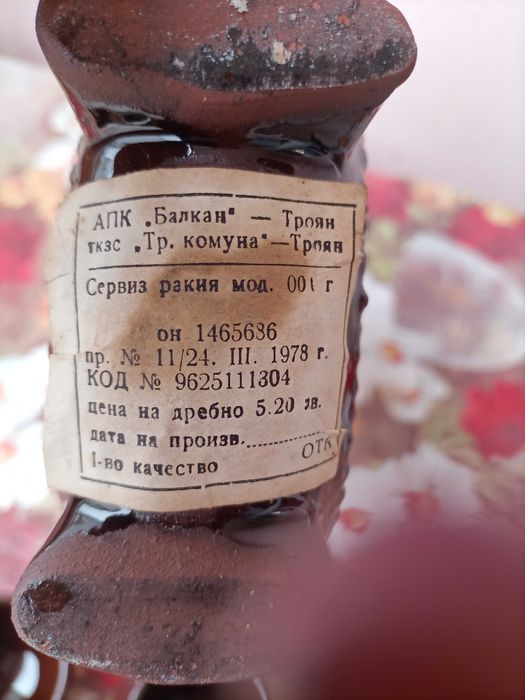 АПК „Балкан“ — Троян
ткзс „Тр. комуна“—Троян
Сервиз ракия мод. 001 г
он 1465686
пр. № 11/24. III. 1978 г.
КОД № 9625111304
цена на дребно 5.20 лв.
дата на произв...............
I-во качество ОТК